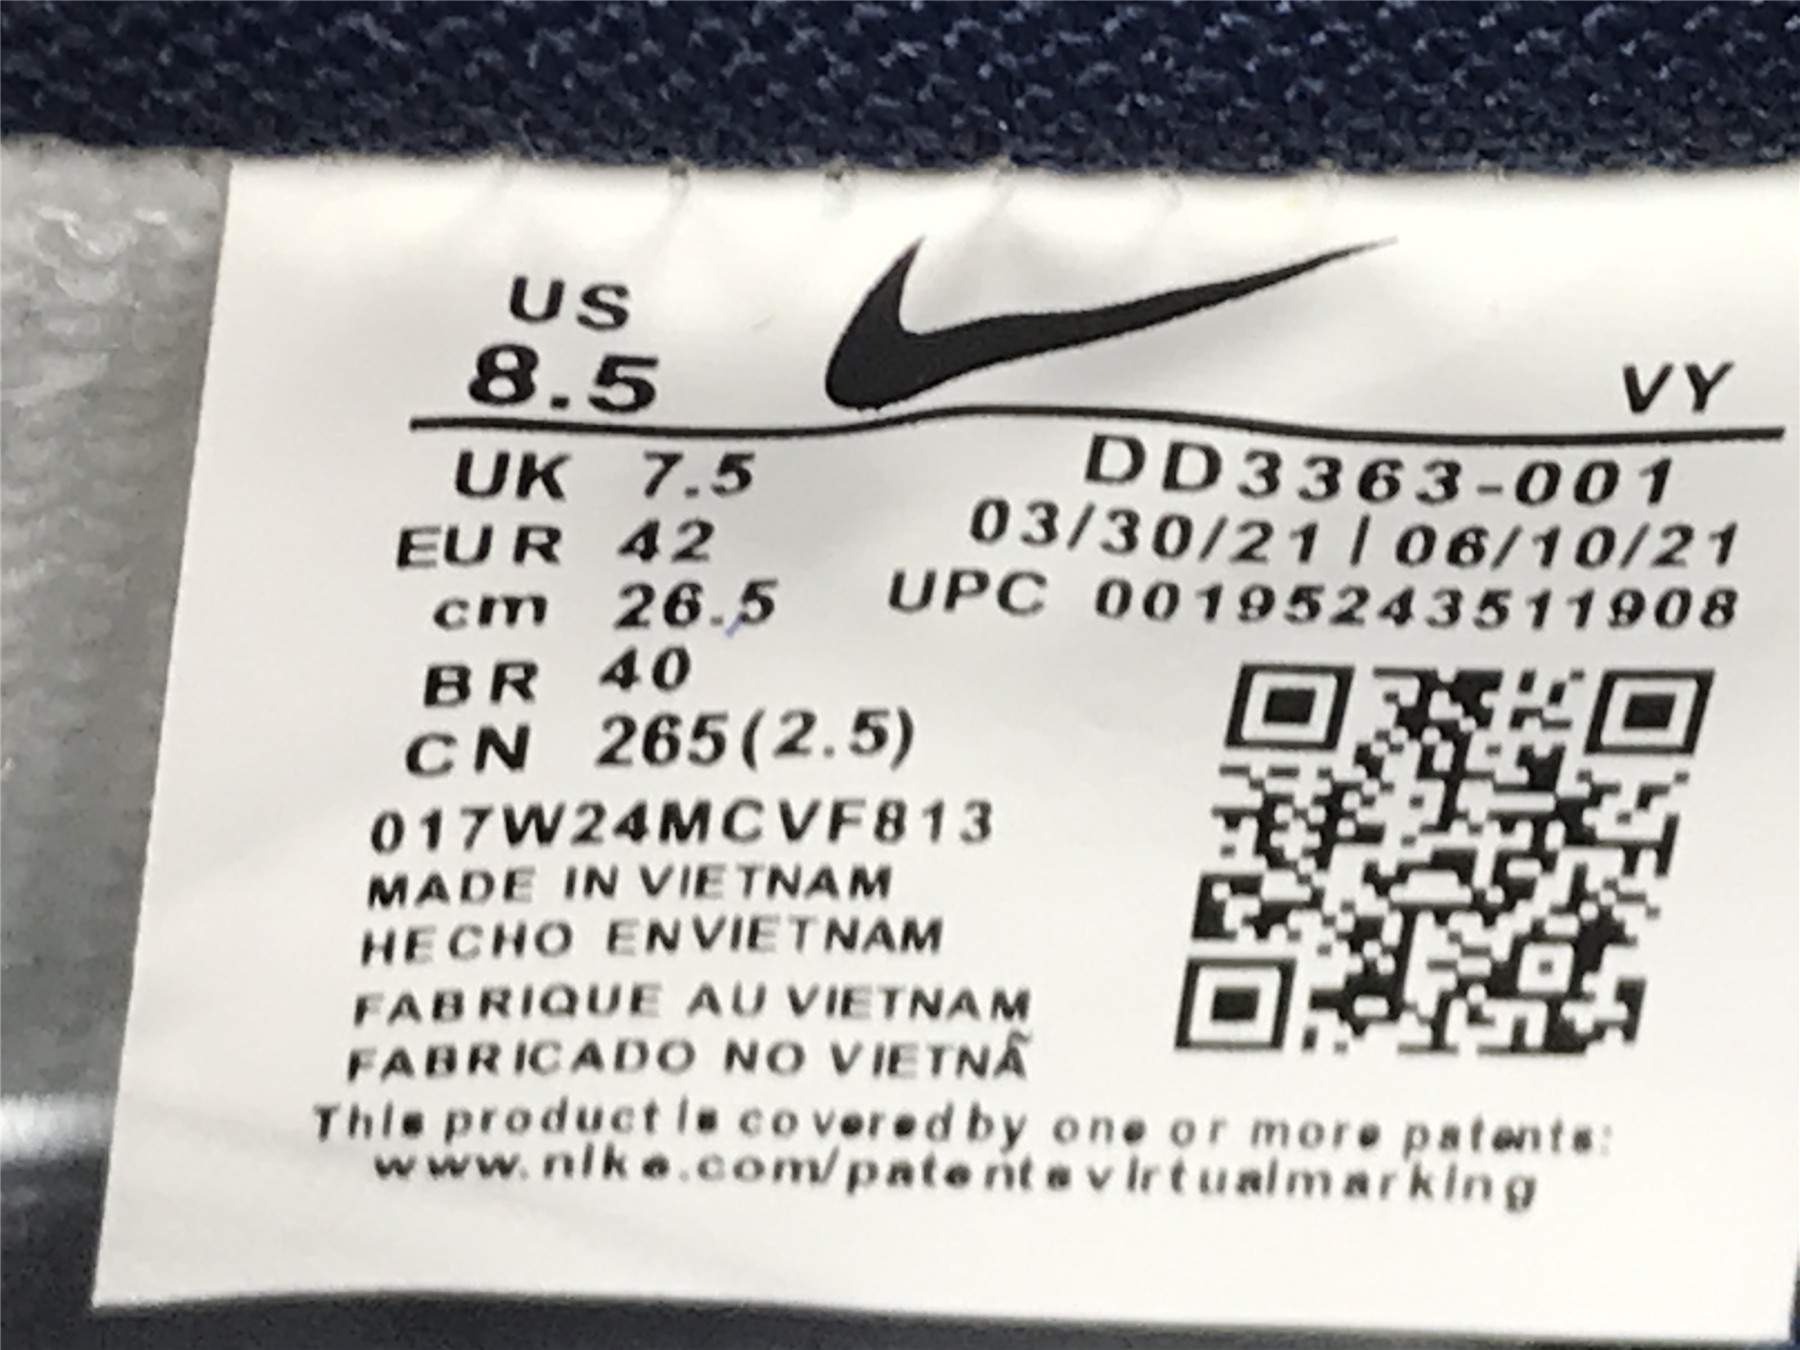 US
8.5
VY
UK 7.5
DD3363-001
EUR 42
03/30/21 | 06/10/21
cm 26.5
UPC 00195243511908
BR 40
CN 265(2.5)
017W24MCVF813
MADE IN VIETNAM
HECHO EN VIETNAM
FABRIQUE AU VIETNAM
FABRICADO NO VIETNÃ
This product is covered by one or more patents:
www.nike.com/patentsvirtualmarking